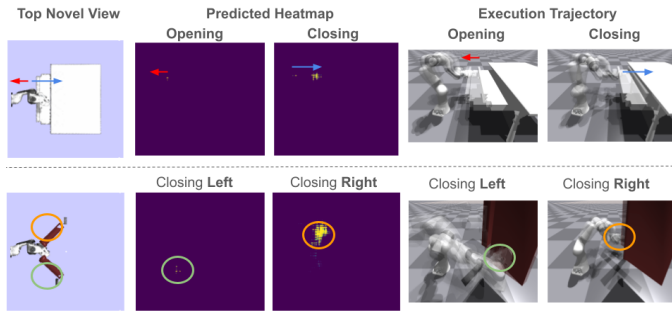 Top Novel View
Predicted Heatmap
Execution Trajectory
Opening
Closing
Opening
Closing
Closing Left
Closing Right
Closing Left
Closing Right